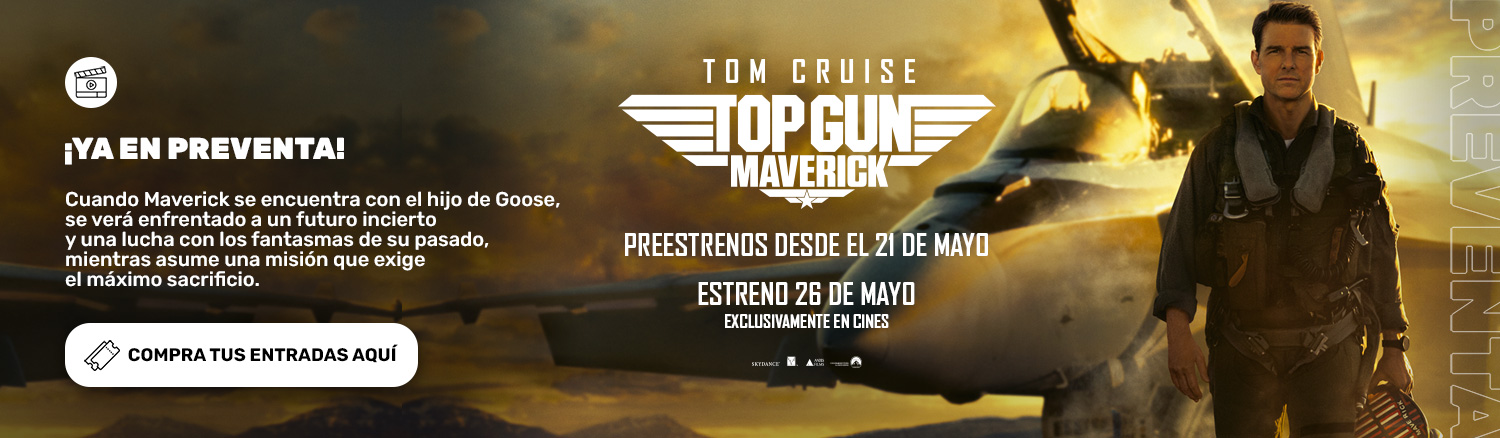 ¡YA EN PREVENTA!
Cuando Maverick se encuentra con el hijo de Goose,
se verá enfrentado a un futuro incierto
y una lucha con los fantasmas de su pasado,
mientras asume una misión que exige
el máximo sacrificio.
COMPRA TUS ENTRADAS AQUÍ
TOM CRUISE
TOP GUN
MAVERICK
PREESTRENOS DESDE EL 21 DE MAYO
ESTRENO 26 DE MAYO
EXCLUSIVAMENTE EN CINES
SKYDANCE
MAVERICK
PREVENTA